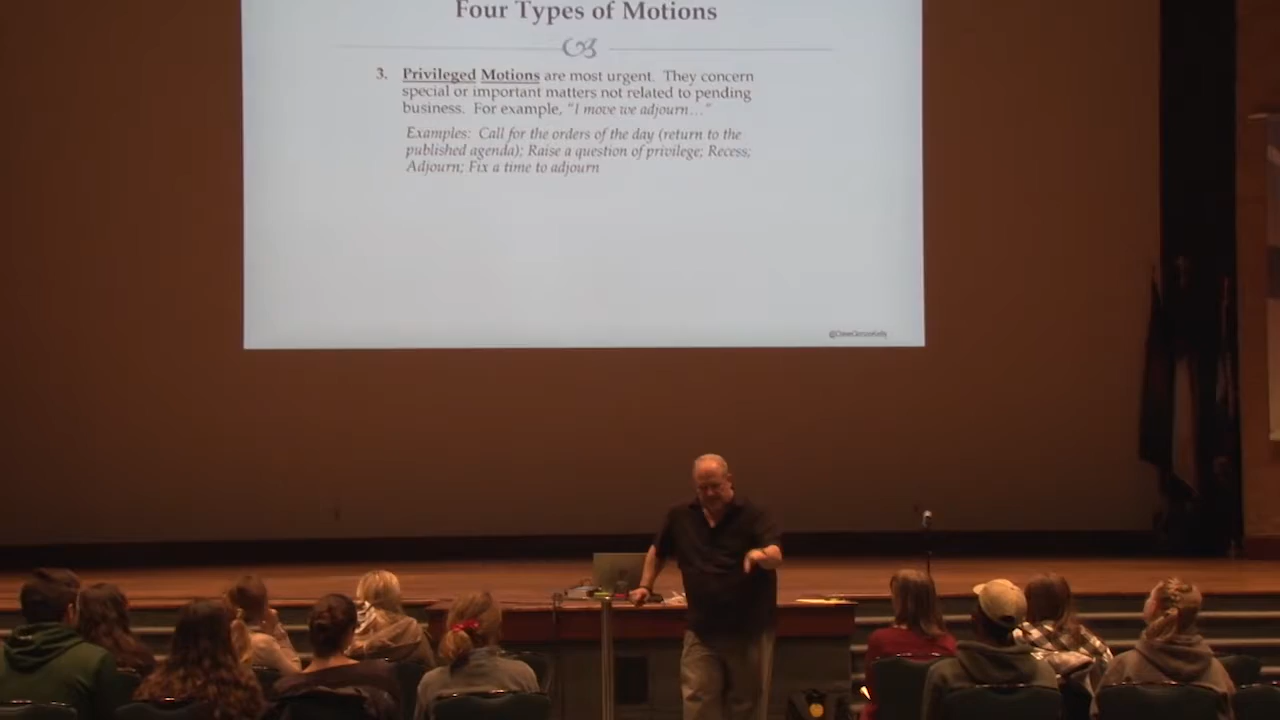 Four Types of Motions
3. Privileged Motions are most urgent. They concern
special or important matters not related to pending
business. For example, "I move we adjourn..."
Examples: Call for the orders of the day (return to the
published agenda); Raise a question of privilege; Recess;
Adjourn; Fix a time to adjourn